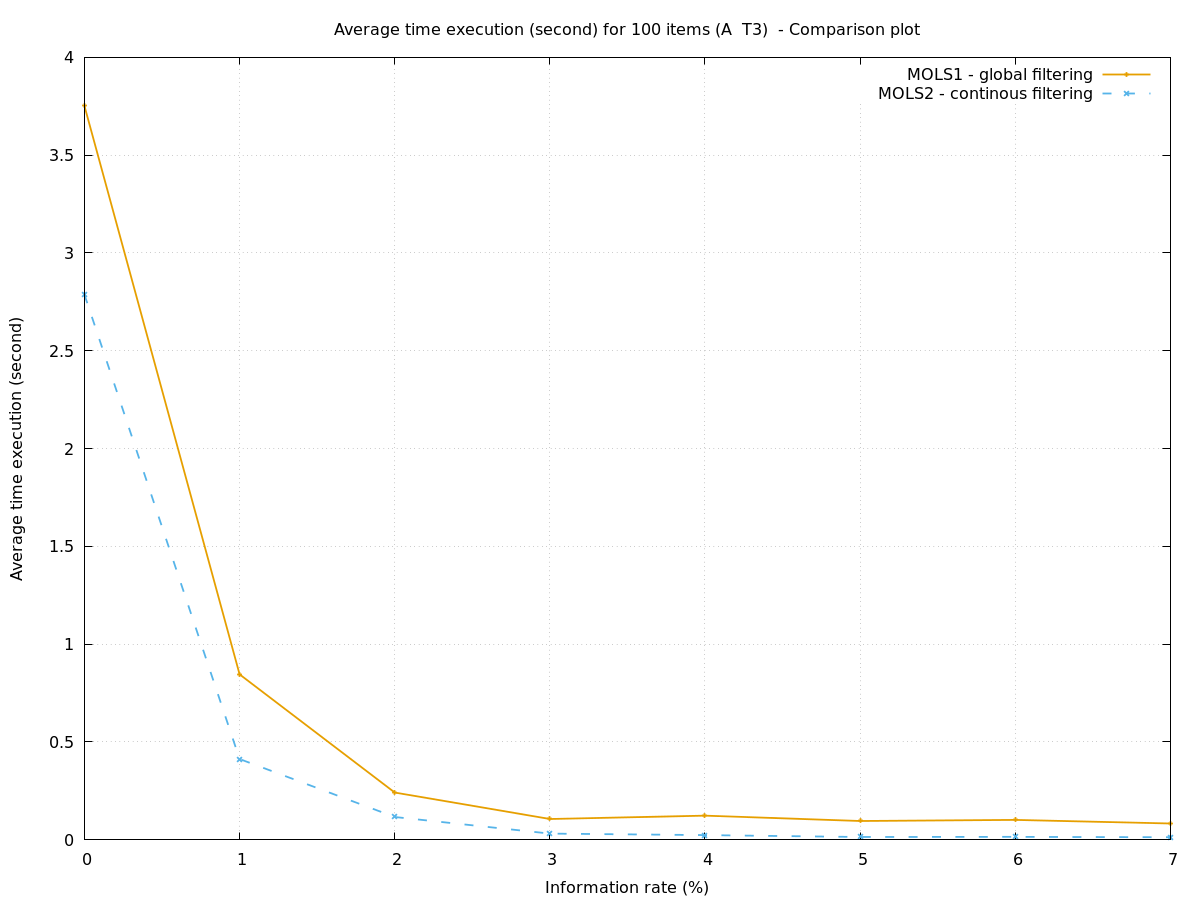 Average time execution (second) for 100 items (A  T3)  - Comparison plot
MOLS1 - global filtering
MOLS2 - continous filtering
Average time execution (second)
4
3.5
3
2.5
2
1.5
1
0.5
0
0 1 2 3 4 5 6 7
Information rate (%)